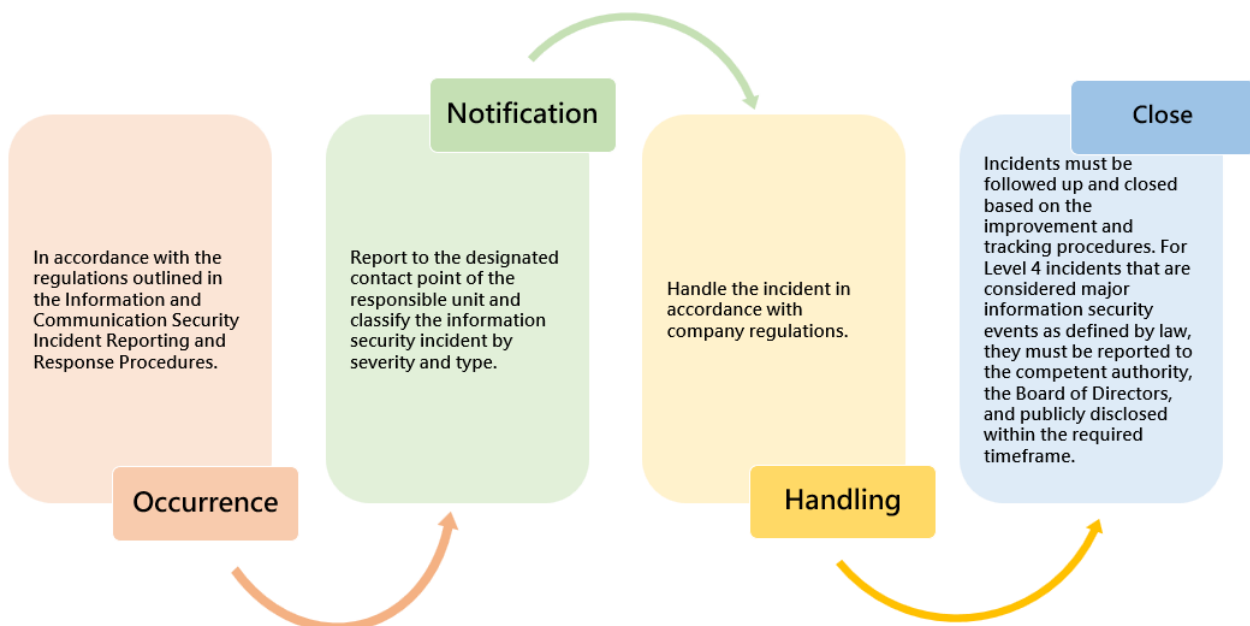 Occurrence
In accordance with the
regulations outlined in
the Information and
Communication Security
Incident Reporting and
Response Procedures.
Notification
Report to the designated
contact point of the
responsible unit and
classify the information
security incident by
severity and type.
Handling
Handle the incident in
accordance with
company regulations.
Close
Incidents must be
followed up and closed
based on the
improvement and
tracking procedures. For
Level 4 incidents that are
considered major
information security
events as defined by law,
they must be reported to
the competent authority,
the Board of Directors,
and publicly disclosed
within the required
timeframe.